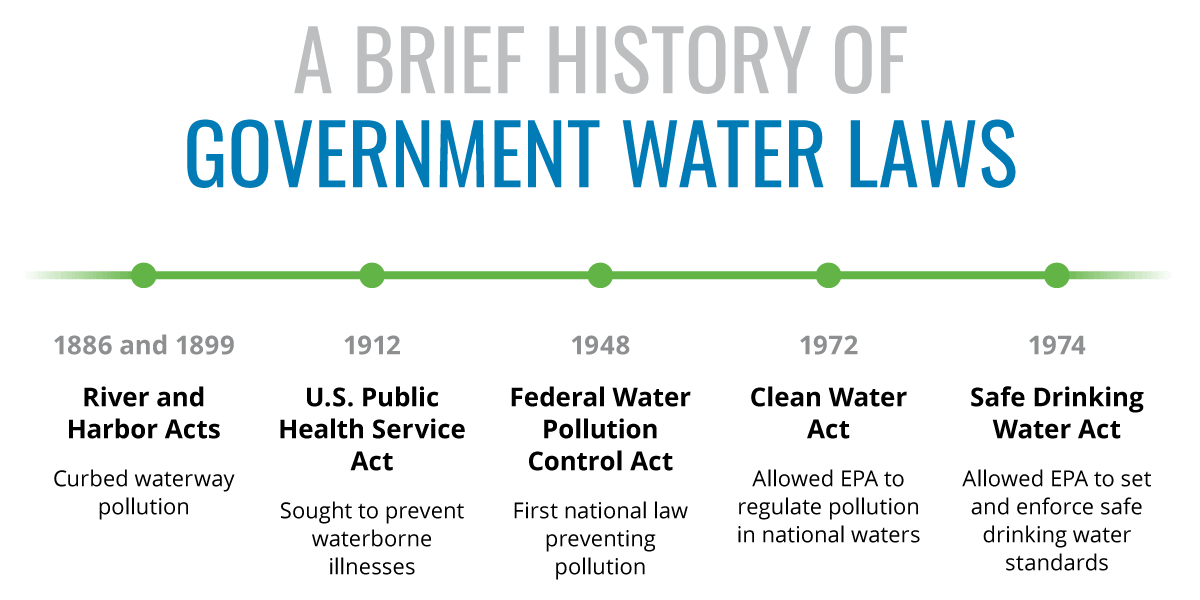 A BRIEF HISTORY OF
GOVERNMENT WATER LAWS
1886 and 1899
River and
Harbor Acts
Curbed waterway
pollution
1912
U.S. Public
Health Service
Act
Sought to prevent
waterborne
illnesses
1948
Federal Water
Pollution
Control Act
First national law
preventing
pollution
1972
Clean Water
Act
Allowed EPA to
regulate pollution
in national waters
1974
Safe Drinking
Water Act
Allowed EPA to set
and enforce safe
drinking water
standards